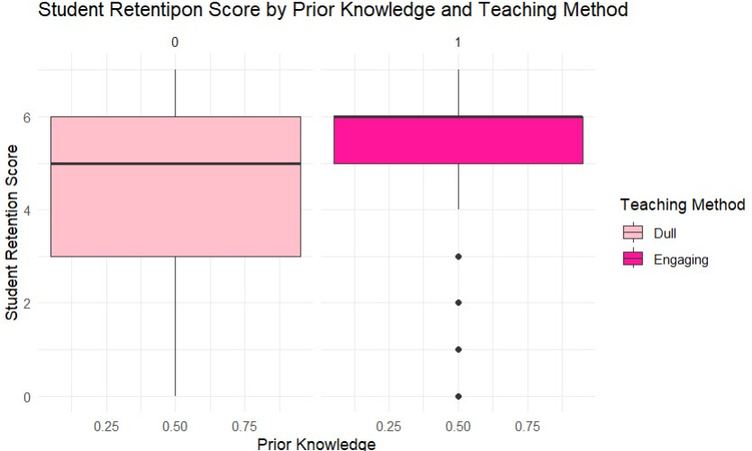 Student Retentipon Score by Prior Knowledge and Teaching Method
0
1
6
4
2
0
Student Retention Score
0.25 0.50 0.75
0.25 0.50 0.75
Prior Knowledge
Teaching Method
Dull
Engaging